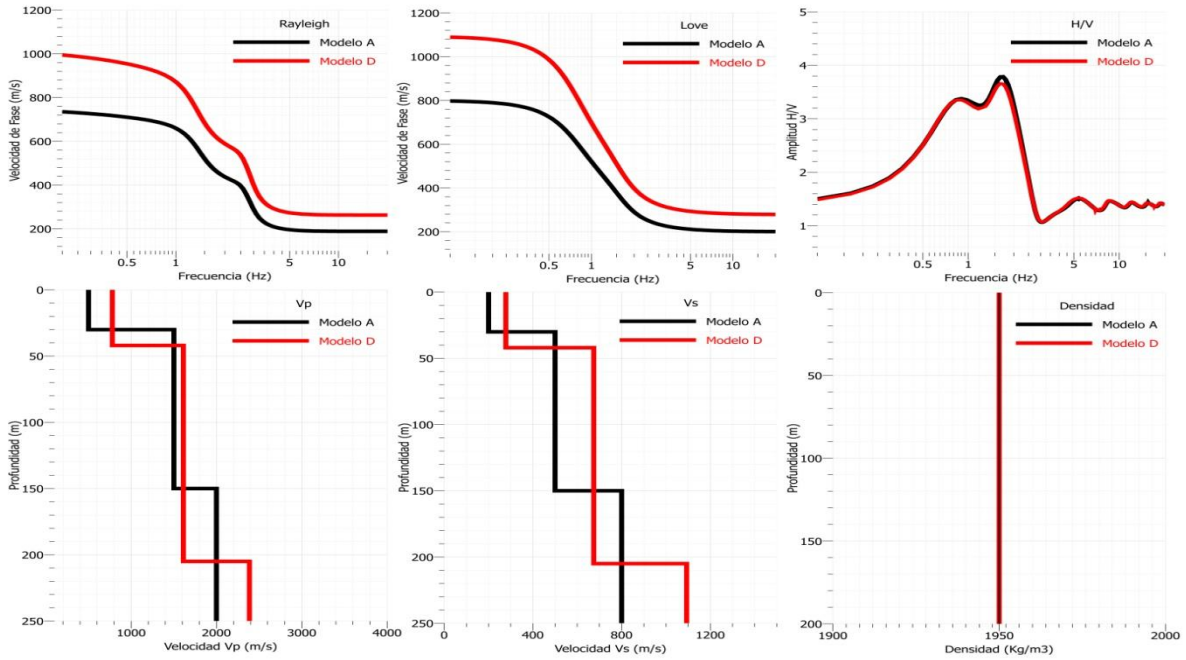 Rayleigh
Modelo A
Modelo D
1200
1000
800
600
400
200
Velocidad de Fase (m/s)
0.5
1
5
10
Frecuencia (Hz)
Love
Modelo A
Modelo D
1200
1000
800
600
400
200
Velocidad de Fase (m/s)
0.5
1
5
10
Frecuencia (Hz)
H/V
Modelo A
Modelo D
5
4
3
2
1
Amplitud H/V
0.5
1
5
10
Frecuencia (Hz)
Vp
Modelo A
Modelo D
0
50
100
150
200
250
Profundidad (m)
1000
2000
3000
4000
Velocidad Vp (m/s)
Vs
Modelo A
Modelo D
0
50
100
150
200
250
Profundidad (m)
0
400
800
1200
Velocidad Vs (m/s)
Densidad
Modelo A
Modelo D
0
50
100
150
200
Profundidad (m)
1900
1950
2000
Densidad (Kg/m3)